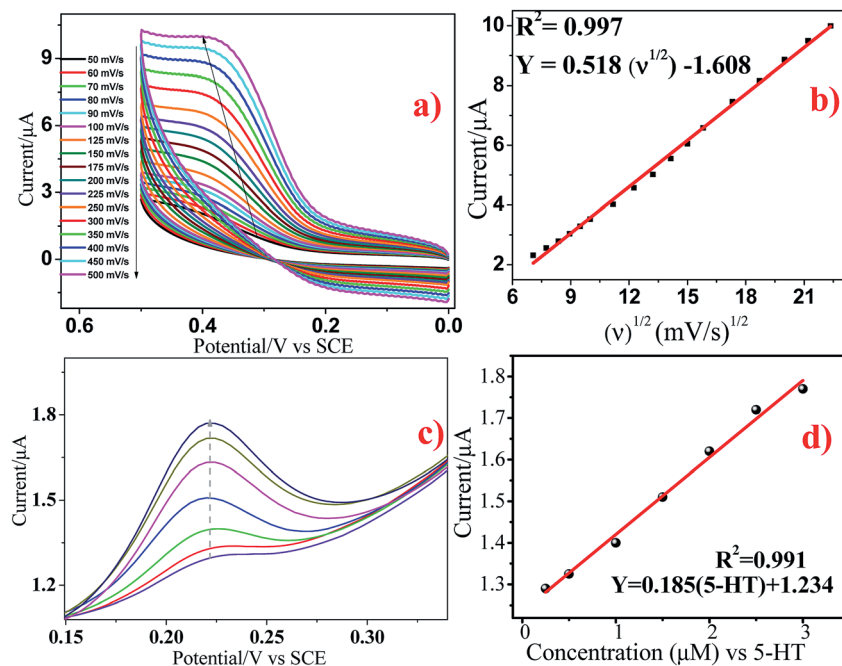 a)
Current/μA
9
6
3
0
50 mV/s
60 mV/s
70 mV/s
80 mV/s
90 mV/s
100 mV/s
125 mV/s
150 mV/s
175 mV/s
200 mV/s
225 mV/s
250 mV/s
300 mV/s
350 mV/s
400 mV/s
450 mV/s
500 mV/s
0.6 0.4 0.2 0.0
Potential/V vs SCE
b)
R²=0.997
Y = 0.518 (ν^1/2) -1.608
Current/μA
10
8
6
4
2
6 9 12 15 18 21
(ν)^1/2 (mV/s)^1/2
c)
Current/μA
1.8
1.5
1.2
0.15 0.20 0.25 0.30
Potential/V vs SCE
d)
Current/μA
1.8
1.7
1.6
1.5
1.4
1.3
R²=0.991
Y=0.185(5-HT)+1.234
0 1 2 3
Concentration (μM) vs 5-HT